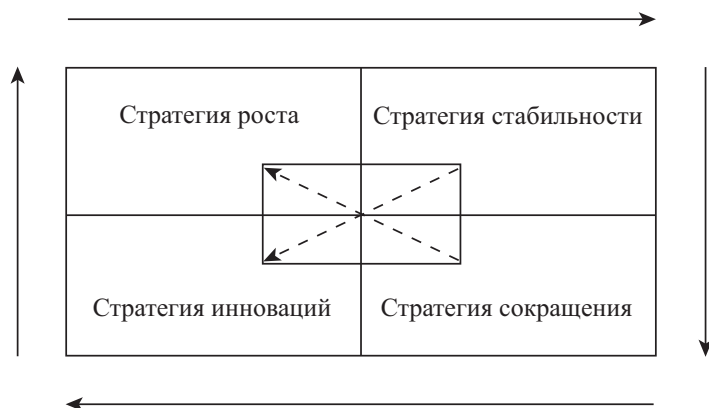 Стратегия роста
Стратегия стабильности
Стратегия инноваций
Стратегия сокращения